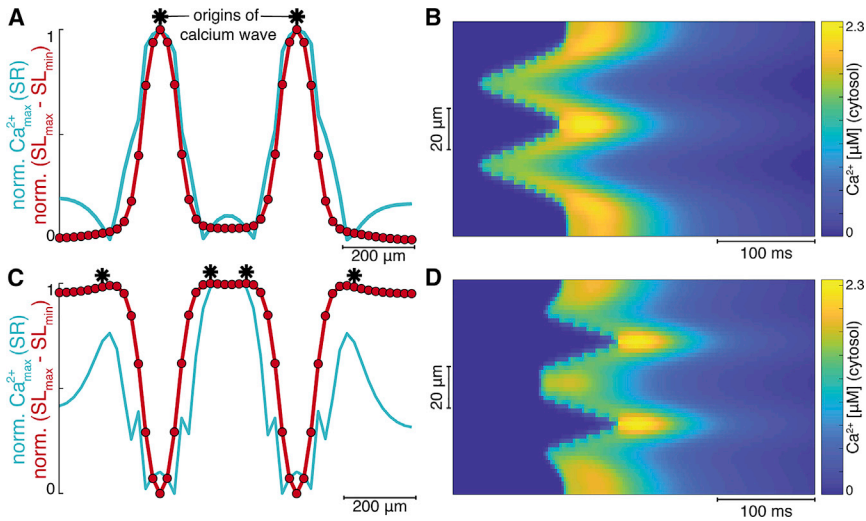 A
origins of
calcium wave
1
0
norm. Ca²⁺max (SR)
norm. (SLmax - SLmin)
200 µm
B
20 µm
100 ms
2.3
0
Ca²⁺ [µM] (cytosol)
C
1
0
norm. Ca²⁺max (SR)
norm. (SLmax - SLmin)
200 µm
D
20 µm
100 ms
2.3
0
Ca²⁺ [µM] (cytosol)